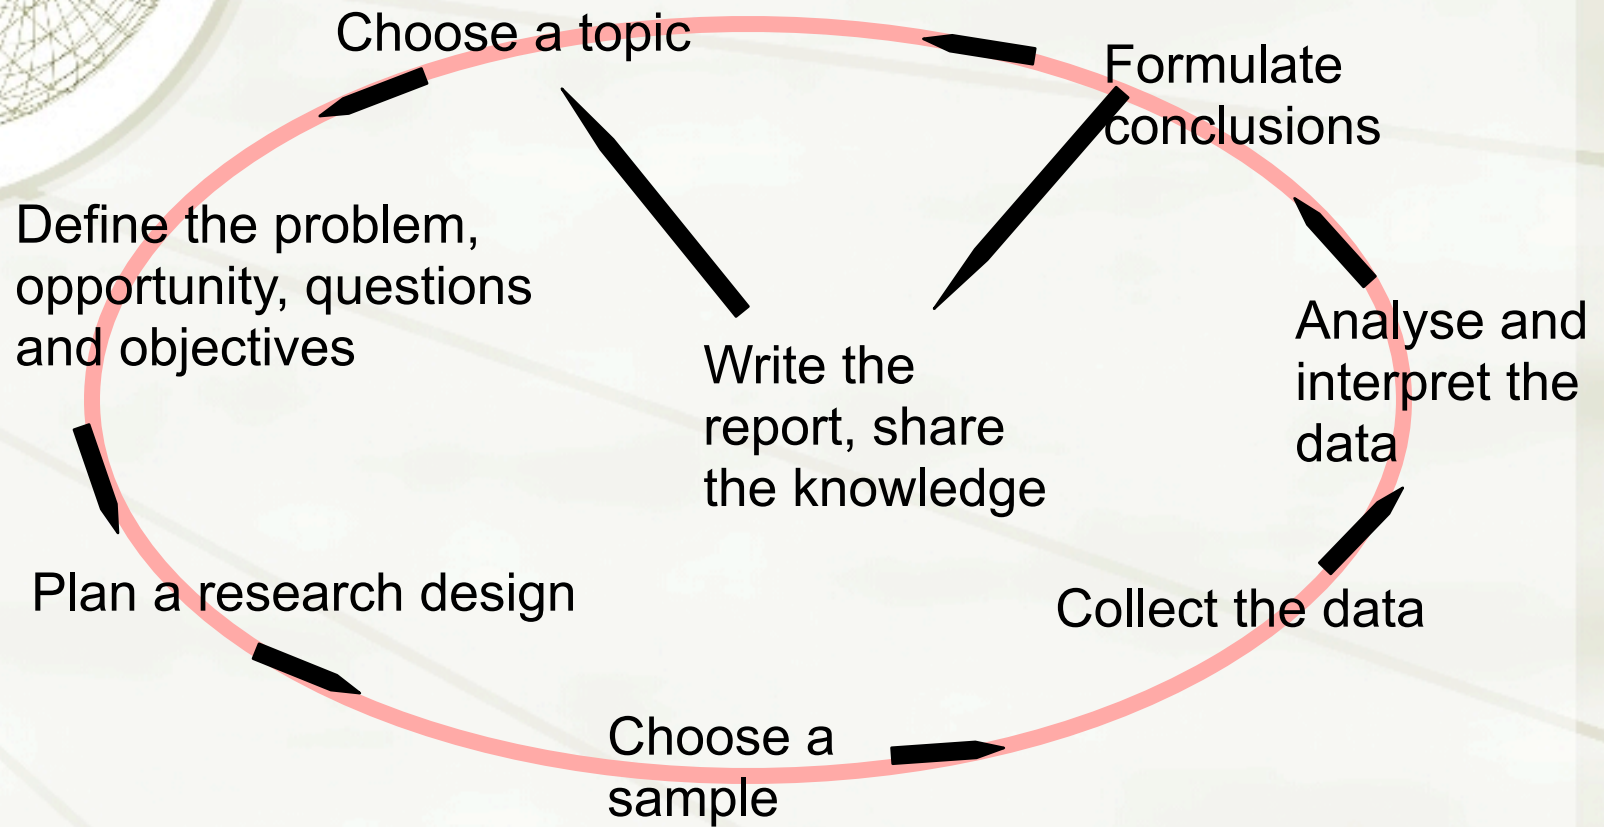 Choose a topic
Formulate
conclusions
Define the problem,
opportunity, questions
and objectives
Analyse and
interpret the
data
Write the
report, share
the knowledge
Plan a research design
Collect the data
Choose a
sample